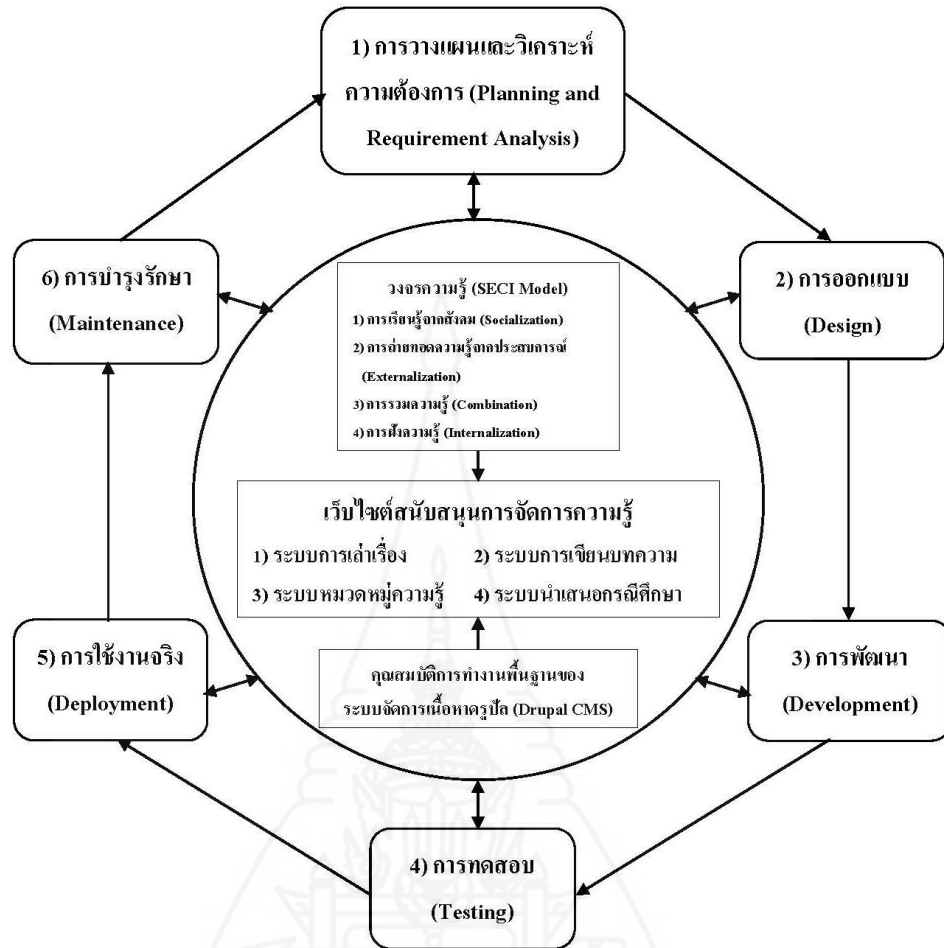 1) การวางแผนและวิเคราะห์
ความต้องการ (Planning and
Requirement Analysis)
2) การออกแบบ
(Design)
3) การพัฒนา
(Development)
4) การทดสอบ
(Testing)
5) การใช้งานจริง
(Deployment)
6) การบำรุงรักษา
(Maintenance)
วงจรความรู้ (SECI Model)
1) การเรียนรู้จากสังคม (Socialization)
2) การถ่ายทอดความรู้จากประสบการณ์
(Externalization)
3) การรวมความรู้ (Combination)
4) การฝังความรู้ (Internalization)
เว็บไซต์สนับสนุนการจัดการความรู้
1) ระบบการเล่าเรื่อง 2) ระบบการเขียนบทความ
3) ระบบหมวดหมู่ความรู้ 4) ระบบนำเสนอกรณีศึกษา
คุณสมบัติการทำงานพื้นฐานของ
ระบบจัดการเนื้อหาดรูปัล (Drupal CMS)